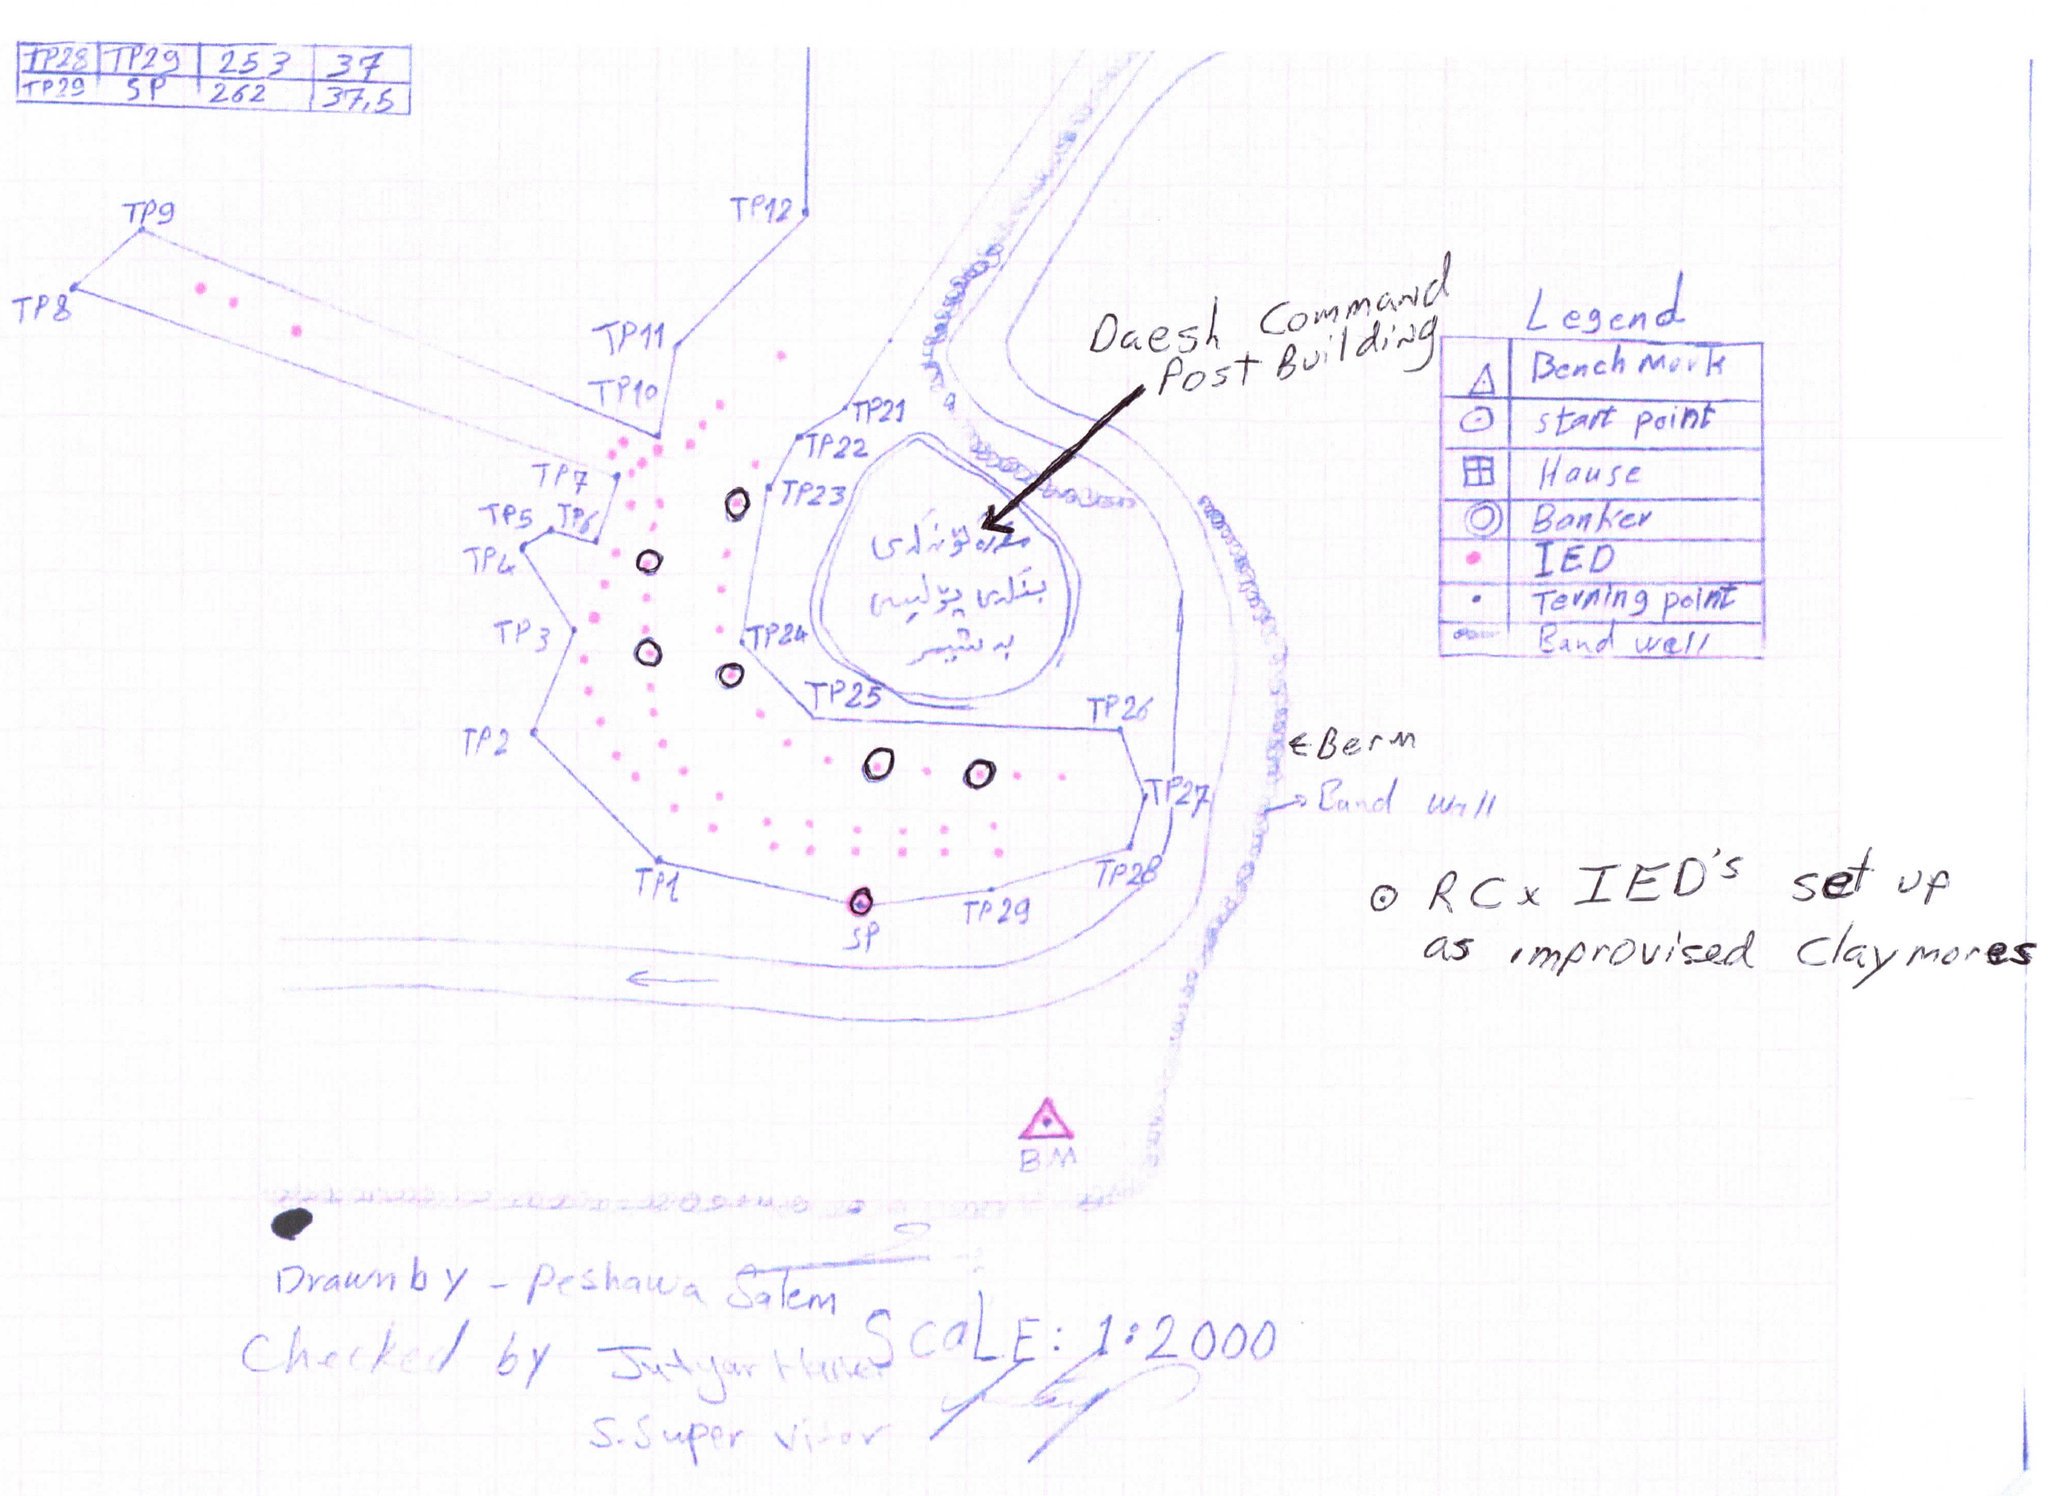 TP28 TP29 253 37
TP29 SP 262 37.5
TP9
TP12
TP8
TP11
TP10
TP21
TP22
TP7
TP23
TP5 TP6
TP4
TP3
TP24
TP25
TP2
TP26
TP27
TP1
TP28
TP29
SP
Daesh Command
Post Building
Legend
Bench Mark
start point
Hause
Banker
IED
Terning point
Band wall
Berm
Band wall
RCx IED's set up
as improvised Claymores
BM
Drawn by - Peshawa Salem
SCaLE: 1:2000
Checked by
S. Super visor